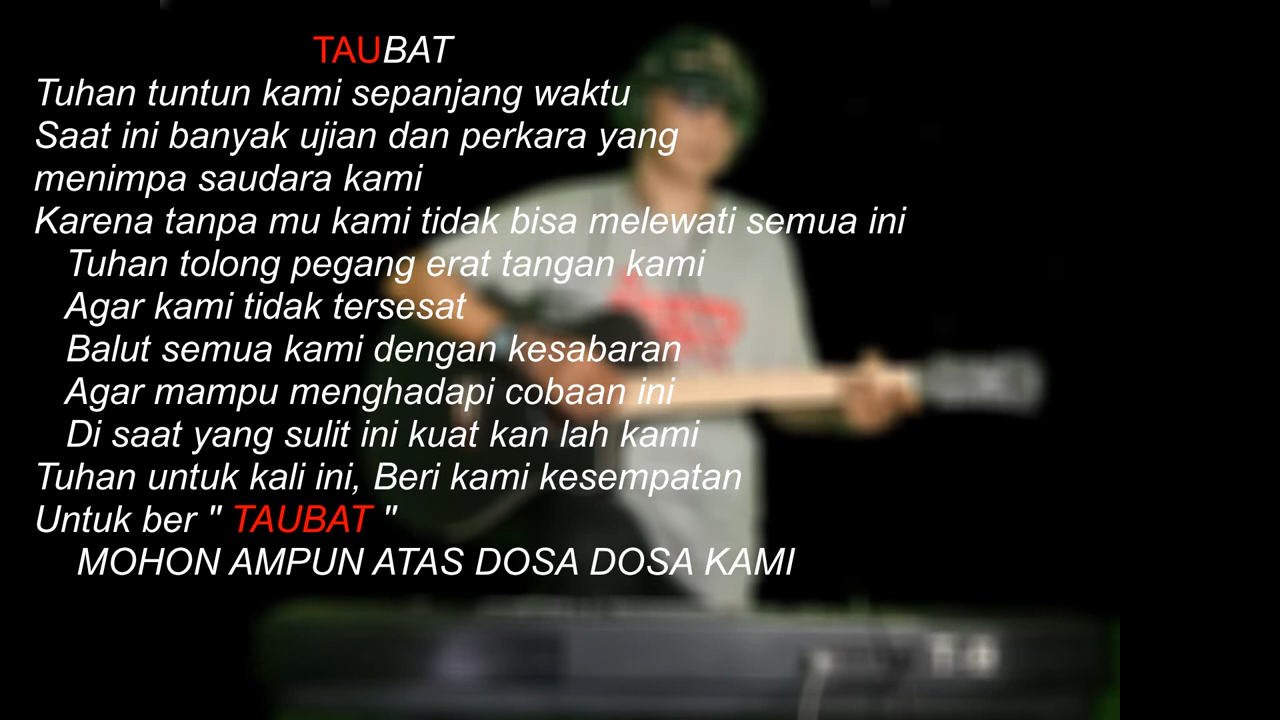 TAUBAT
Tuhan tuntun kami sepanjang waktu
Saat ini banyak ujian dan perkara yang
menimpa saudara kami
Karena tanpa mu kami tidak bisa melewati semua ini
Tuhan tolong pegang erat tangan kami
Agar kami tidak tersesat
Balut semua kami dengan kesabaran
Agar mampu menghadapi cobaan ini
Di saat yang sulit ini kuat kan lah kami
Tuhan untuk kali ini, Beri kami kesempatan
Untuk ber " TAUBAT "
MOHON AMPUN ATAS DOSA DOSA KAMI